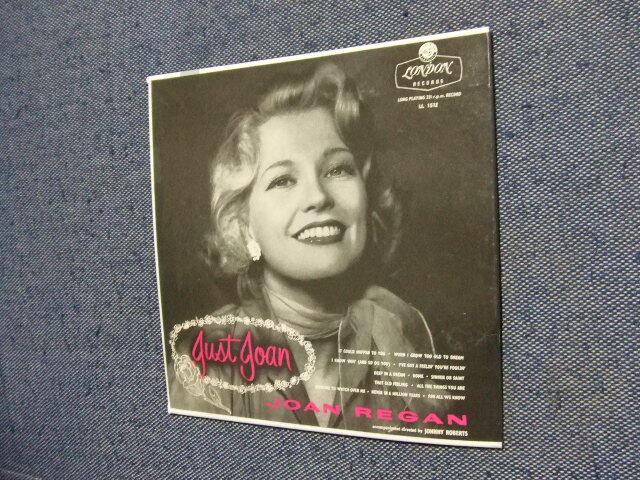 LONDON
RECORDS
LONG PLAYING 33⅓ r.p.m. RECORD
LL 1512
Just Joan
IT COULD HAPPEN TO YOU • WHEN I GROW TOO OLD TO DREAM
I KNOW WHY (AND SO DO YOU) • I'VE GOT A FEELIN' YOU'RE FOOLIN'
DEEP IN A DREAM • HOME • SINNER OR SAINT
THAT OLD FEELING • ALL THE THINGS YOU ARE
SOMEONE TO WATCH OVER ME • NEVER IN A MILLION YEARS • FOR ALL WE KNOW
JOAN REGAN
accompaniment directed by JOHNNY ROBERTS